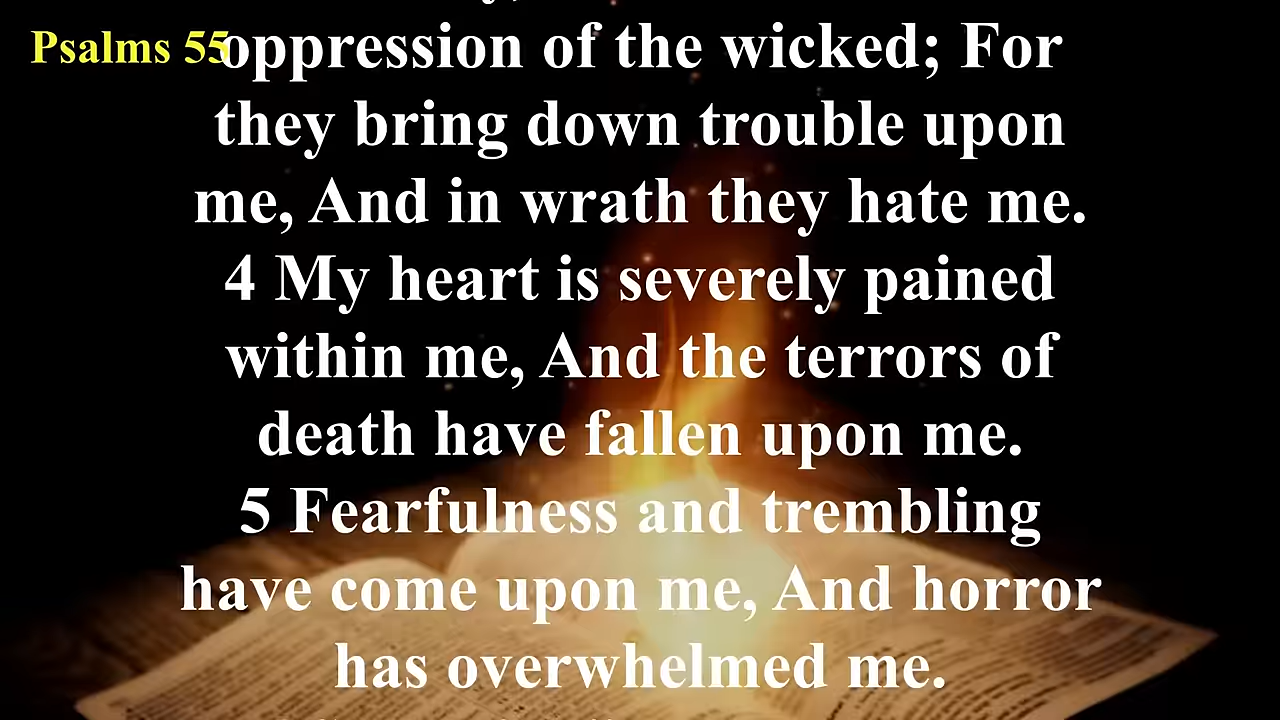 Psalms 55
oppression of the wicked; For
they bring down trouble upon
me, And in wrath they hate me.
4 My heart is severely pained
within me, And the terrors of
death have fallen upon me.
5 Fearfulness and trembling
have come upon me, And horror
has overwhelmed me.